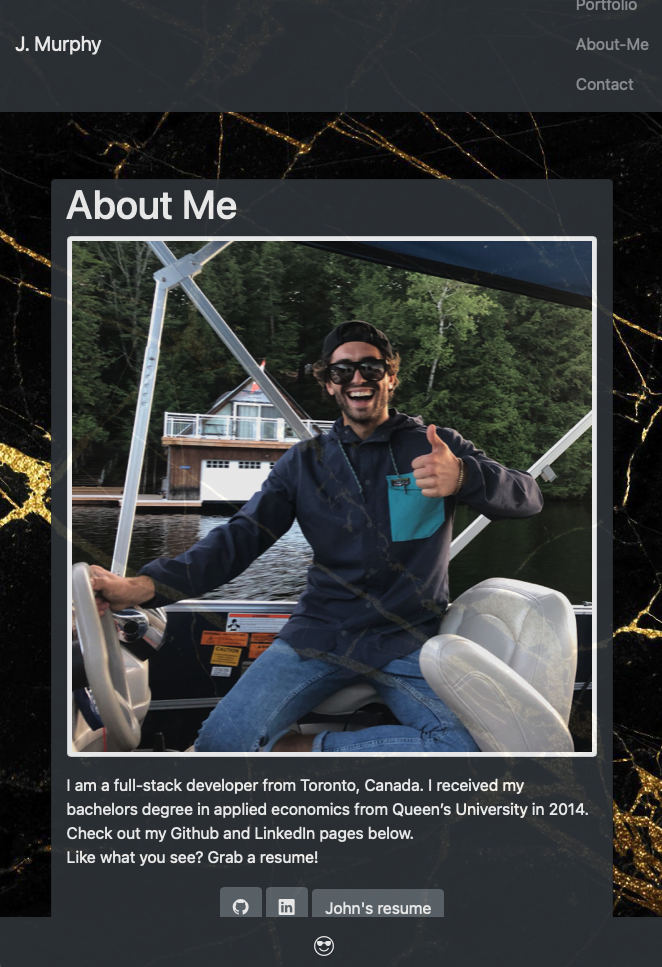 Portfolio
J. Murphy
About-Me
Contact
About Me
CAUTION
I am a full-stack developer from Toronto, Canada. I received my
bachelors degree in applied economics from Queen’s University in 2014.
Check out my Github and LinkedIn pages below.
Like what you see? Grab a resume!
in
John's resume